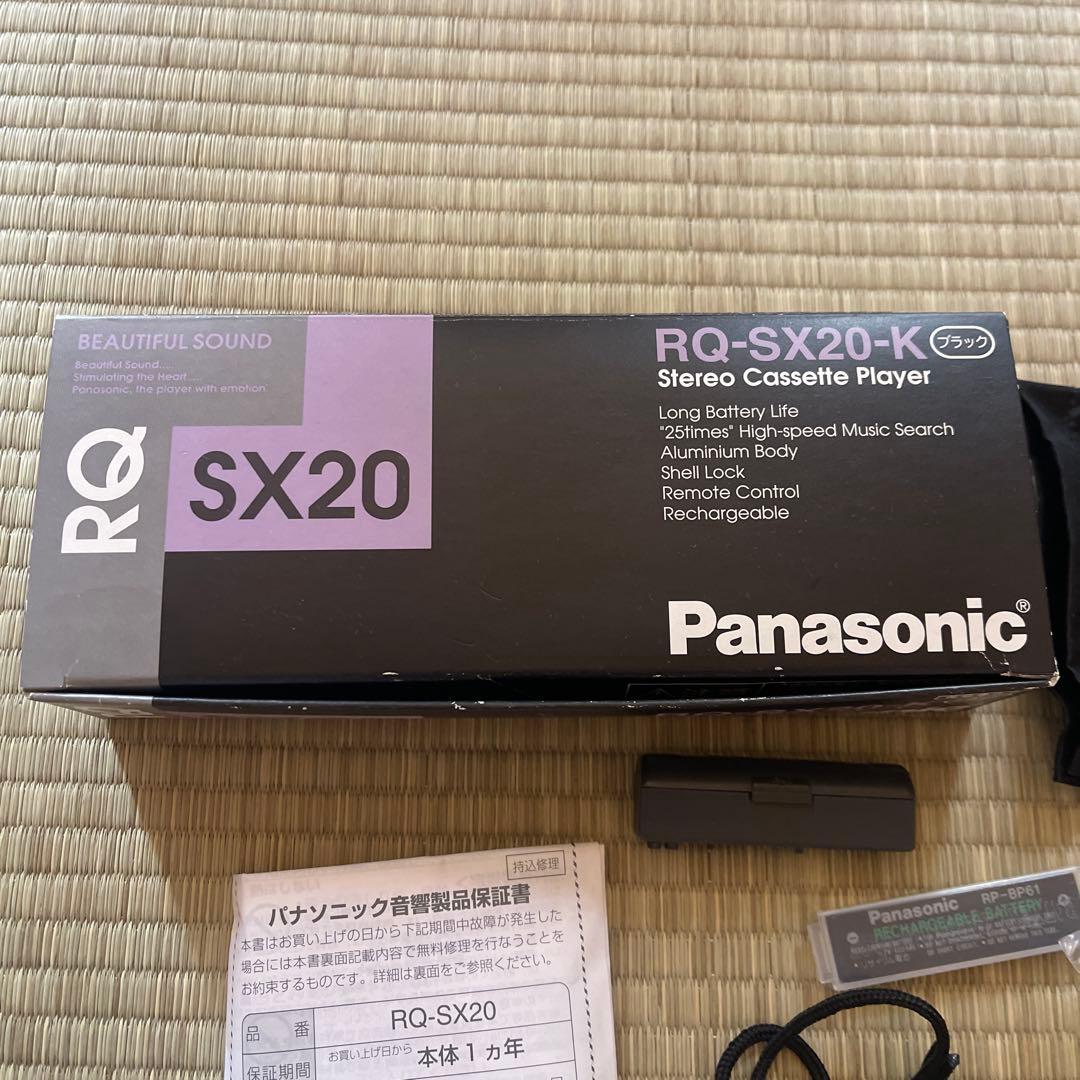 BEAUTIFUL SOUND
Beautiful Sound.....
Stimulating the Heart.....
Panasonic, the player with emotion
RQ
SX20
RQ-SX20-K ブラック
Stereo Cassette Player
Long Battery Life
"25times" High-speed Music Search
Aluminium Body
Shell Lock
Remote Control
Rechargeable
Panasonic®
持込修理
パナソニック音響製品保証書
本書はお買い上げの日から下記期間中故障が発生した
場合には本書裏面記載内容で無料修理を行なうことを
お約束するものです。詳細は裏面をご参照ください。
品番 RQ-SX20
保証期間 お買い上げ日から 本体1ヵ年
Panasonic RP-BP61
RECHARGEABLE BATTERY